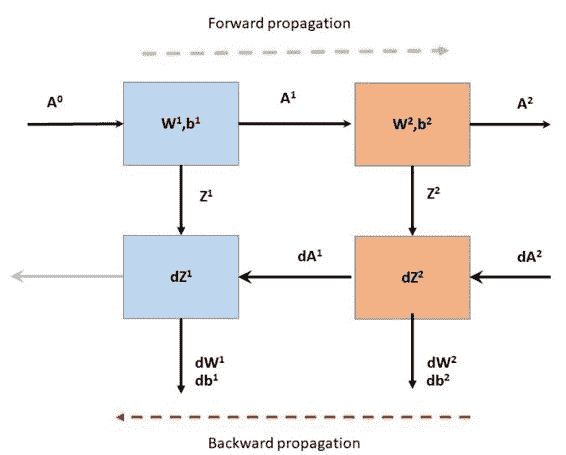 Forward propagation
A⁰
W¹,b¹
A¹
W²,b²
A²
Z¹
Z²
dZ¹
dA¹
dZ²
dA²
dW¹
db¹
dW²
db²
Backward propagation